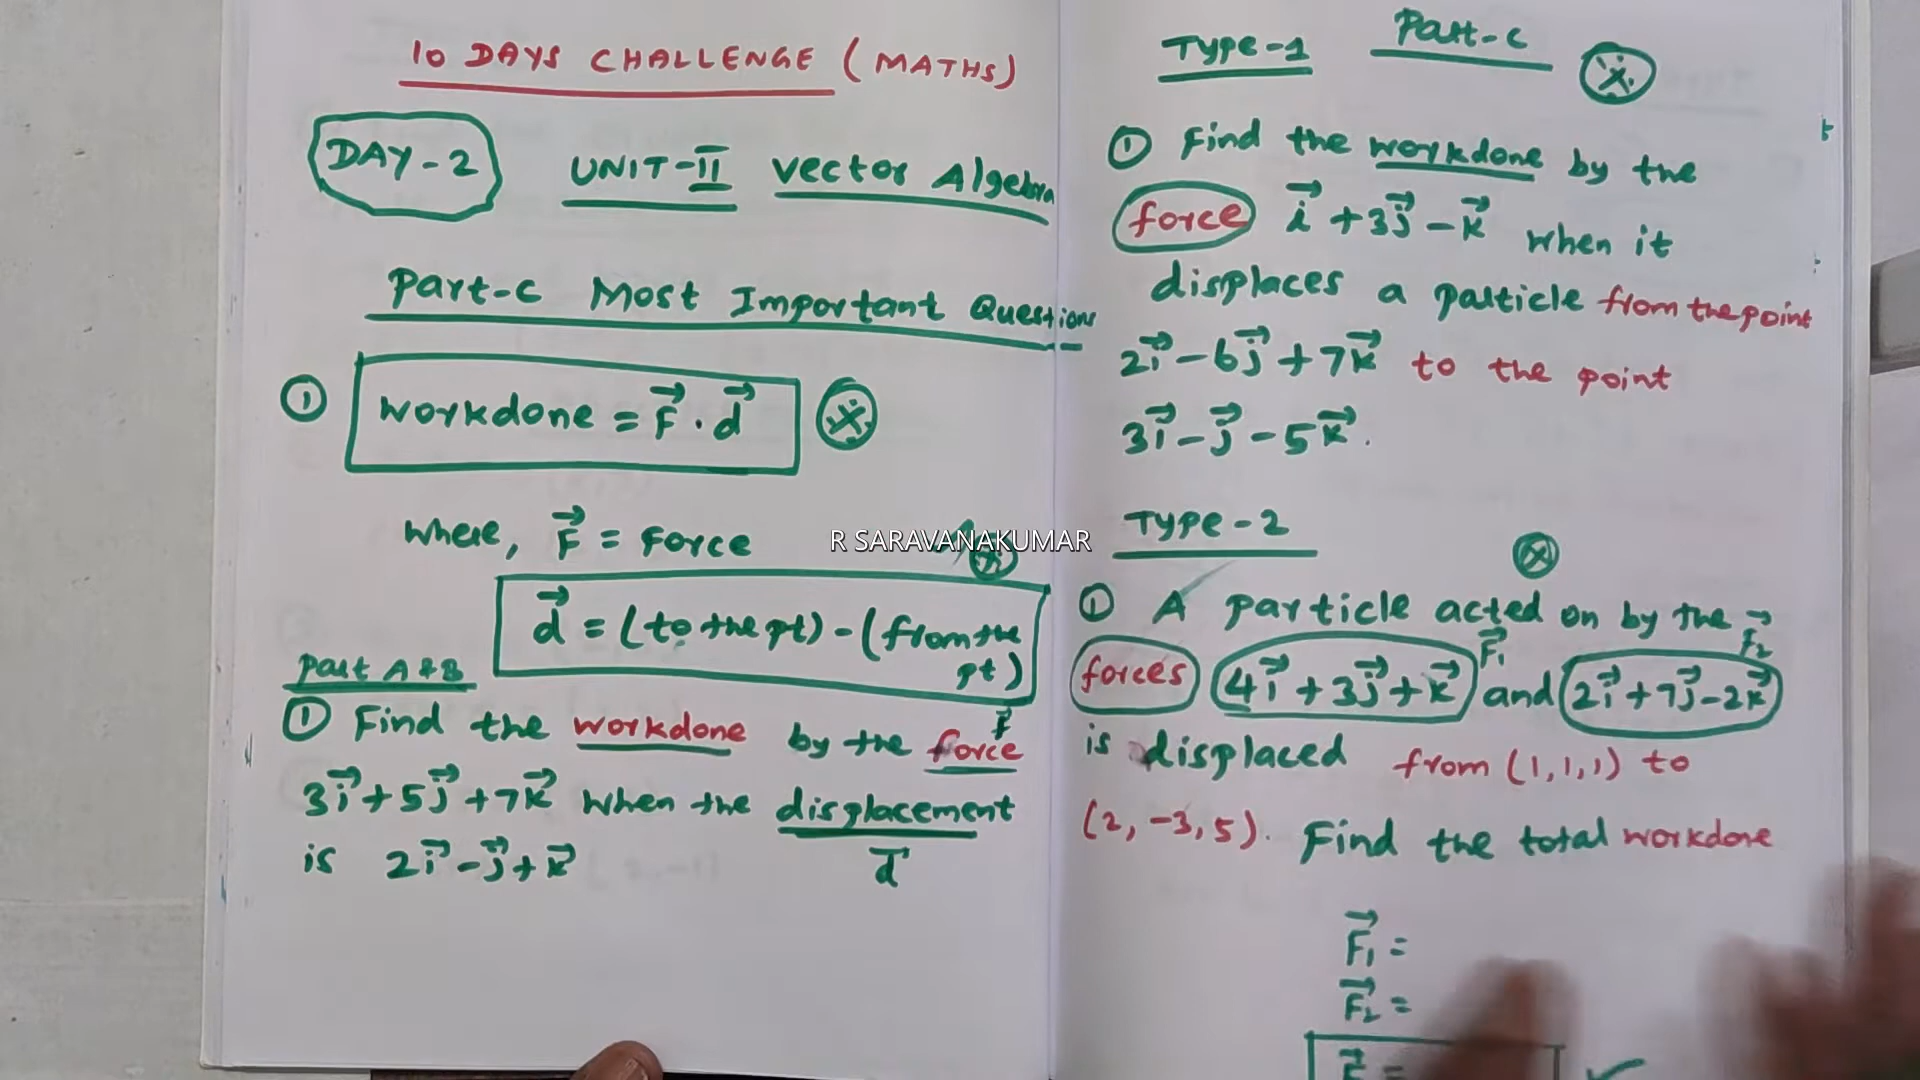 10 DAYS CHALLENGE (MATHS)
DAY-2 UNIT-II Vector Algebra
Part-C Most Important Questions
① Workdone = F⃗ · d⃗
Where, F⃗ = Force
d⃗ = (to the pt) - (from the pt)
Part A & B
① Find the workdone by the force F⃗
3i⃗ + 5j⃗ + 7k⃗ when the displacement
is 2i⃗ - j⃗ + k⃗ d⃗
R SARAVANAKUMAR
TYPE-1 Part-C
① Find the workdone by the
force i⃗ + 3j⃗ - k⃗ when it
displaces a particle from the point
2i⃗ - 6j⃗ + 7k⃗ to the point
3i⃗ - j⃗ - 5k⃗.
TYPE-2
① A particle acted on by the
forces 4i⃗ + 3j⃗ + k⃗ F⃗₁ and 2i⃗ + 7j⃗ - 2k⃗ F⃗₂
is displaced from (1,1,1) to
(2, -3, 5). Find the total workdone
F⃗₁ =
F⃗₂ =
F⃗ =